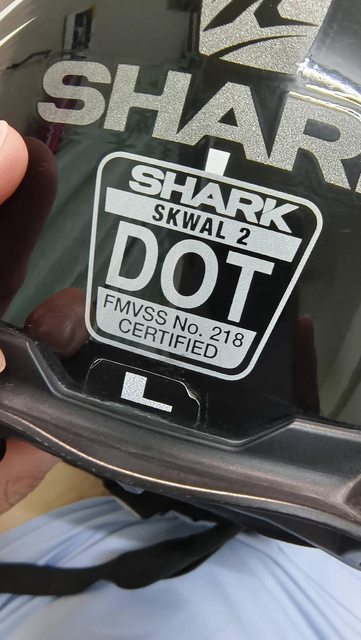 SHARK
SHARK
SKWAL 2
DOT
FMVSS No. 218
CERTIFIED
L